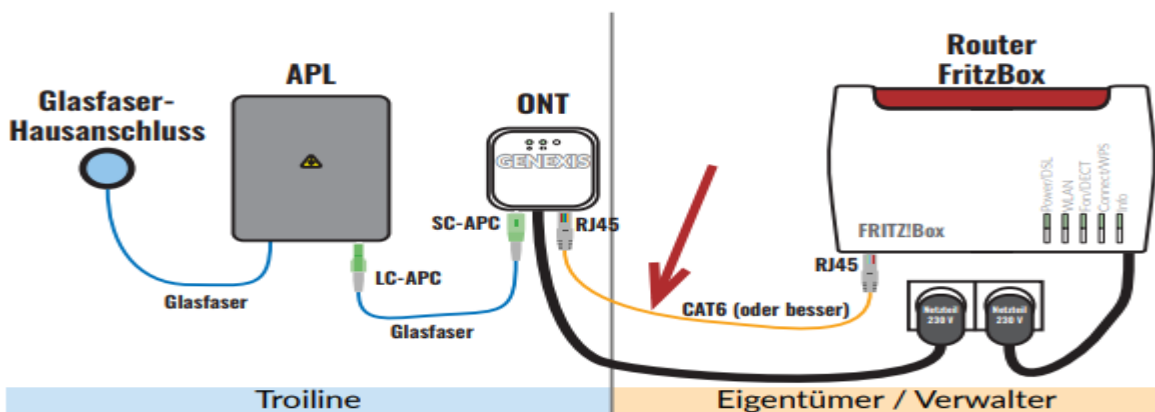 Glasfaser-
Hausanschluss
APL
ONT
Router
FritzBox
GENEXIS
Power/DSL
WLAN
Fon/DECT
Connect/WPS
Info
FRITZ!Box
SC-APC
RJ45
RJ45
LC-APC
Glasfaser
Glasfaser
CAT6 (oder besser)
Netzteil
230 V
Netzteil
230 V
Troiline
Eigentümer / Verwalter